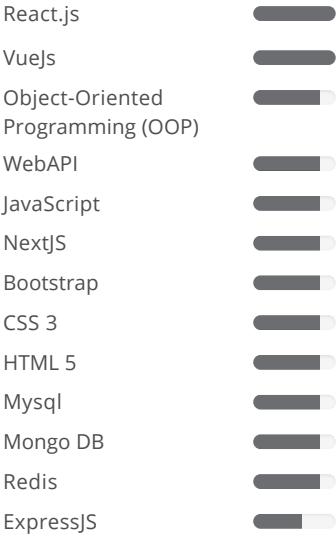 React.js
VueJs
Object-Oriented
Programming (OOP)
WebAPI
JavaScript
NextJS
Bootstrap
CSS 3
HTML 5
Mysql
Mongo DB
Redis
ExpressJS